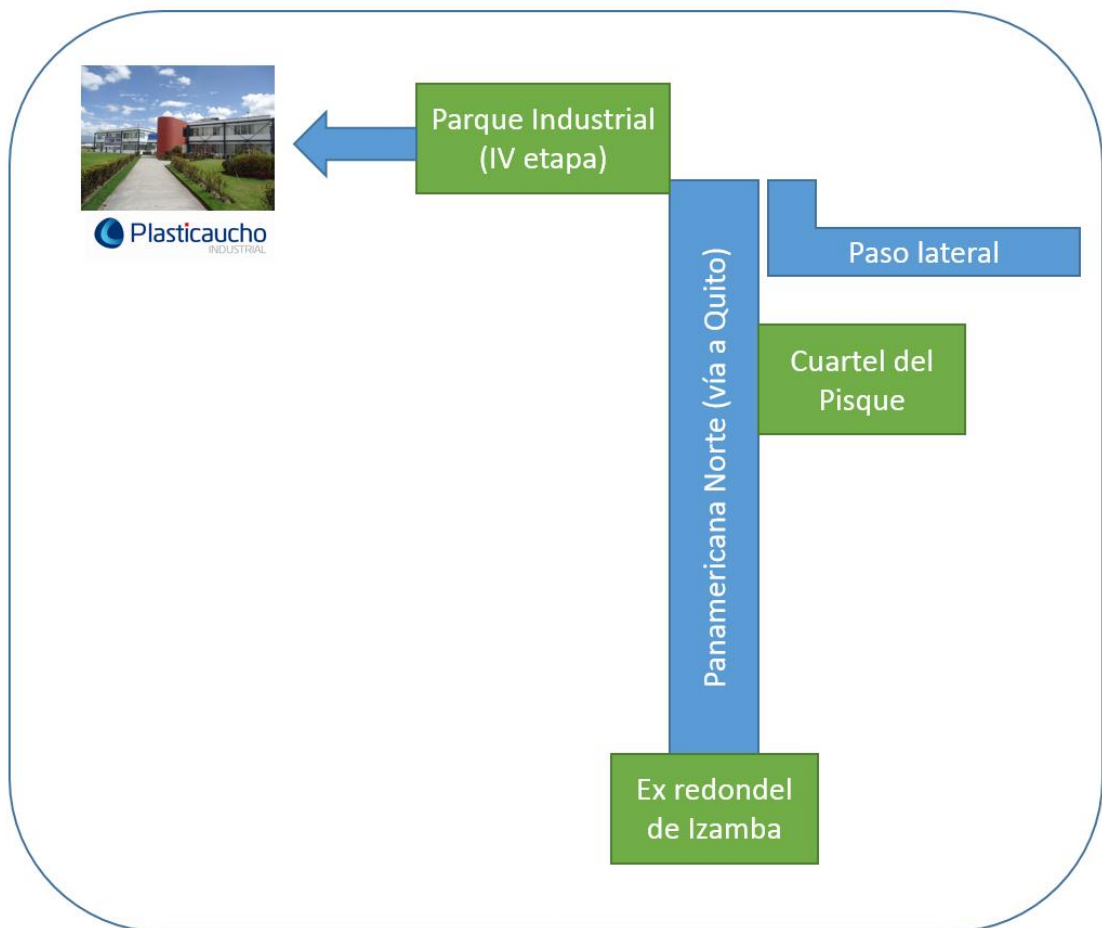 Parque Industrial
(IV etapa)
Plasticaucho
INDUSTRIAL
Paso lateral
Panamericana Norte (vía a Quito)
Cuartel del
Pisque
Ex redondel
de Izamba